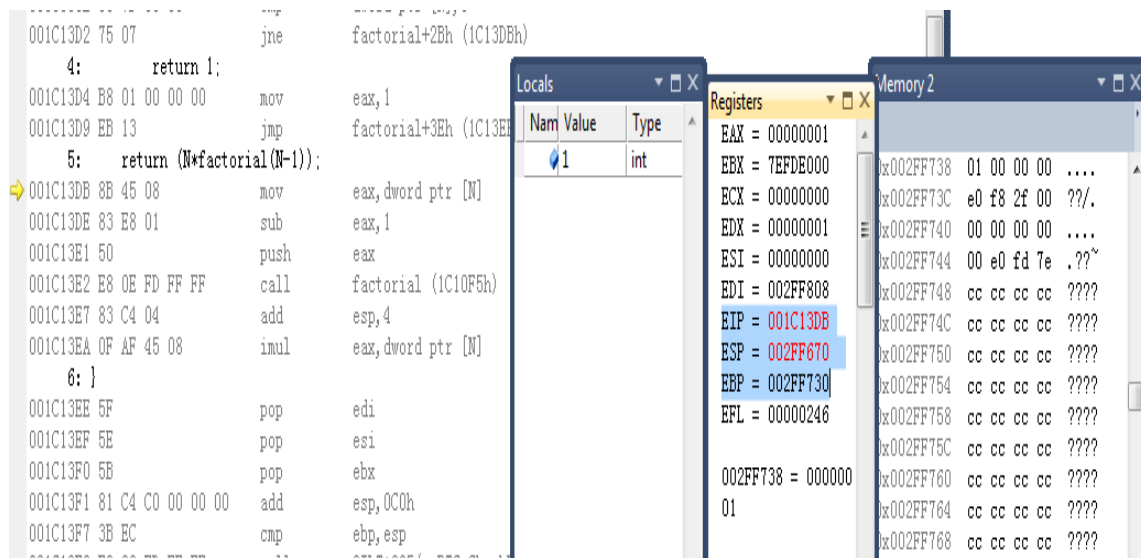 001C13D2 75 07 jne factorial+2Bh (1C13DBh)
4: return 1;
001C13D4 B8 01 00 00 00 mov eax,1
001C13D9 EB 13 jmp factorial+3Eh
5: return (N*factorial(N-1));
001C13DB 8B 45 08 mov eax,dword ptr [N]
001C13DE 83 E8 01 sub eax,1
001C13E1 50 push eax
001C13E2 E8 0E FD FF FF call factorial (1C10F5h)
001C13E7 83 C4 04 add esp,4
001C13EA 0F AF 45 08 imul eax,dword ptr [N]
6: }
001C13EE 5F pop edi
001C13EF 5E pop esi
001C13F0 5B pop ebx
001C13F1 81 C4 C0 00 00 00 add esp,0C0h
001C13F7 3B EC cmp ebp,esp
Locals
Nam Value Type
1 int
Registers
EAX = 00000001
EBX = 7EFDE000
ECX = 00000000
EDX = 00000001
ESI = 00000000
EDI = 002FF808
EIP = 001C13DB
ESP = 002FF670
EBP = 002FF730
EFL = 00000246
002FF738 = 000000
01
Memory 2
0x002FF738 01 00 00 00 ....
0x002FF73C e0 f8 2f 00 ??/.
0x002FF740 00 00 00 00 ....
0x002FF744 00 e0 fd 7e .??~
0x002FF748 cc cc cc cc ????
0x002FF74C cc cc cc cc ????
0x002FF750 cc cc cc cc ????
0x002FF754 cc cc cc cc ????
0x002FF758 cc cc cc cc ????
0x002FF75C cc cc cc cc ????
0x002FF760 cc cc cc cc ????
0x002FF764 cc cc cc cc ????
0x002FF768 cc cc cc cc ????